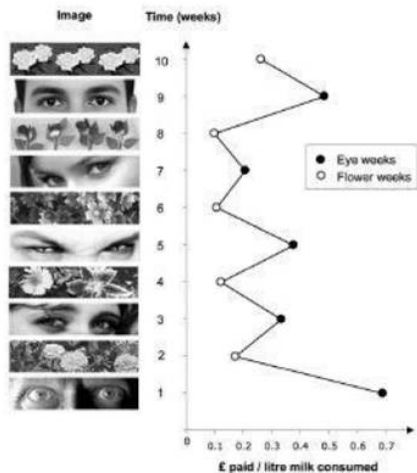 Image Time (weeks)
10
9
8
7
6
5
4
3
2
1
Eye weeks
Flower weeks
0 0.1 0.2 0.3 0.4 0.5 0.6 0.7
£ paid / litre milk consumed